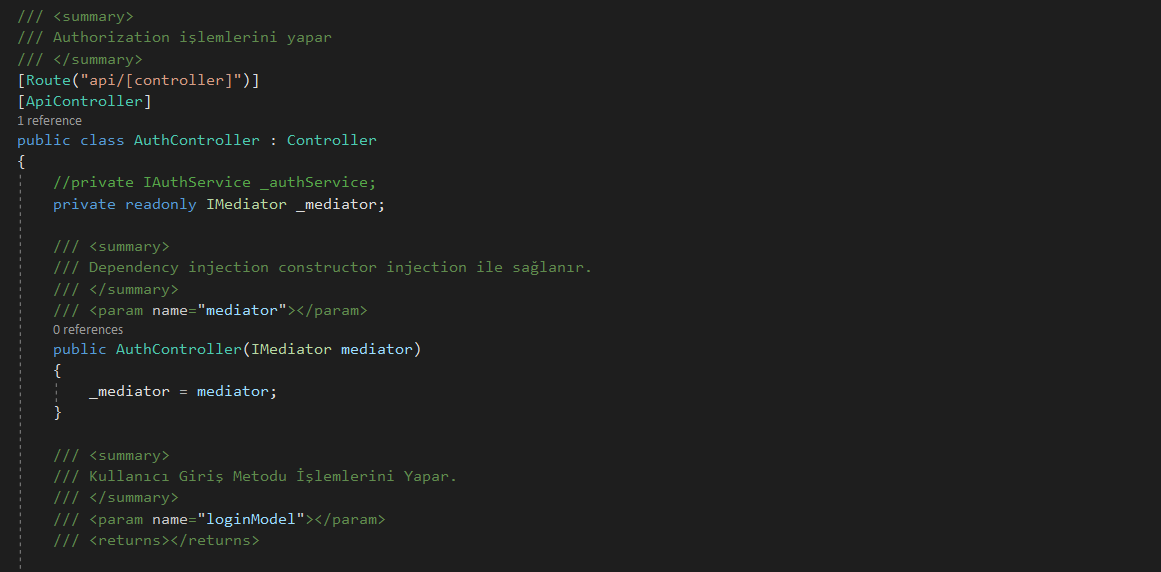 /// <summary>
/// Authorization işlemlerini yapar
/// </summary>
[Route("api/[controller]")]
[ApiController]
1 reference
public class AuthController : Controller
{
//private IAuthService _authService;
private readonly IMediator _mediator;
/// <summary>
/// Dependency injection constructor injection ile sağlanır.
/// </summary>
/// <param name="mediator"></param>
0 references
public AuthController(IMediator mediator)
{
_mediator = mediator;
}
/// <summary>
/// Kullanıcı Giriş Metodu İşlemlerini Yapar.
/// </summary>
/// <param name="loginModel"></param>
/// <returns></returns>